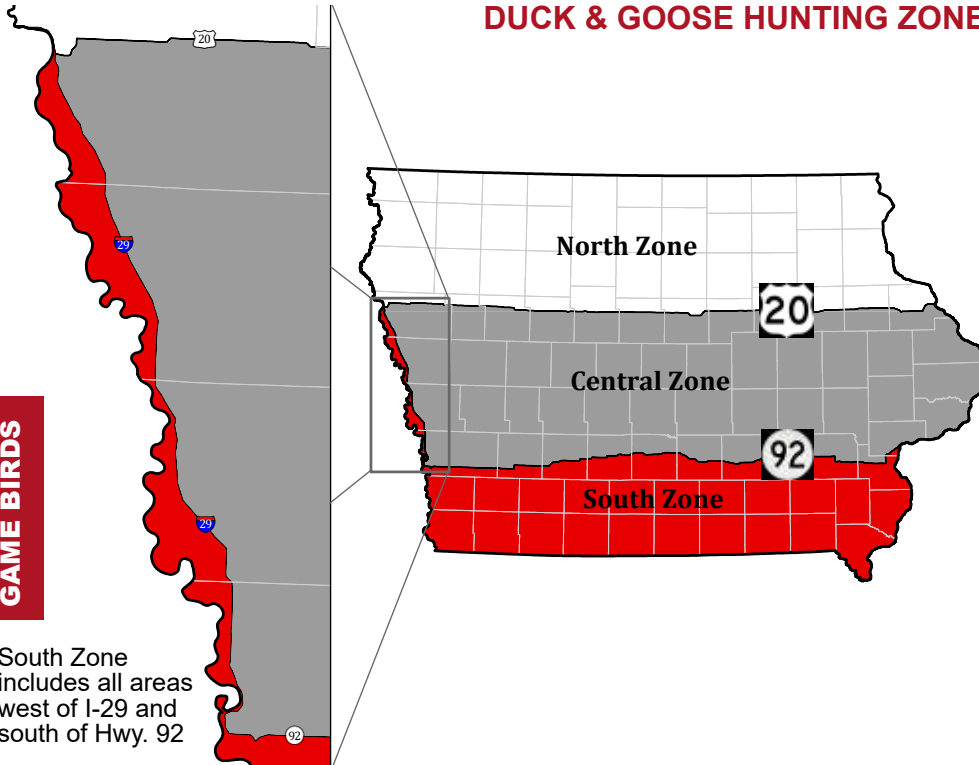 DUCK & GOOSE HUNTING ZONE
20
29
North Zone
20
Central Zone
92
South Zone
29
GAME BIRDS
South Zone
includes all areas
west of I-29 and
south of Hwy. 92
92